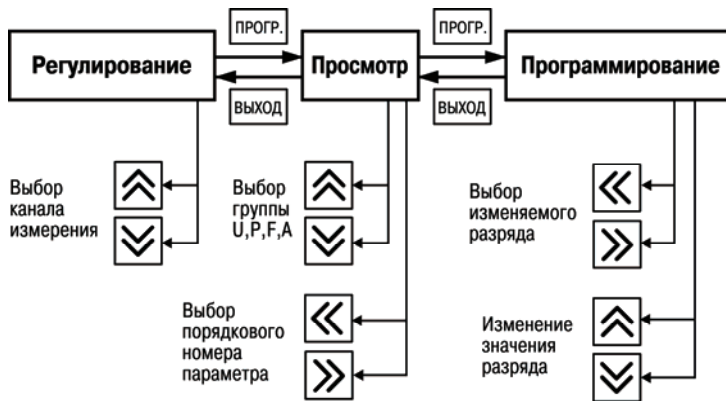 ПРОГР.
ПРОГР.
Регулирование
Просмотр
Программирование
ВЫХОД
ВЫХОД
Выбор
канала
измерения
Выбор
группы
U,P,F,A
Выбор
изменяемого
разряда
Выбор
порядкового
номера
параметра
Изменение
значения
разряда